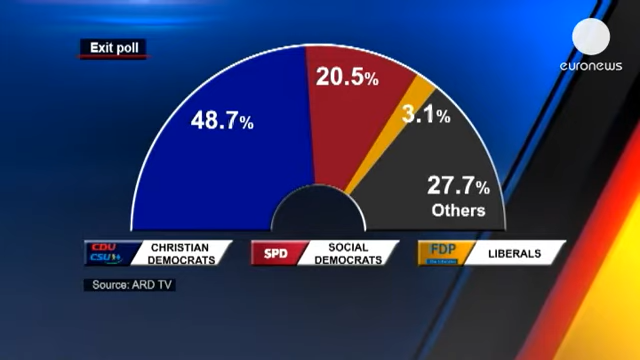 euronews
Exit poll
48.7%
20.5%
3.1%
27.7%
Others
CDU
CSU
CHRISTIAN
DEMOCRATS
SPD
SOCIAL
DEMOCRATS
FDP
LIBERALS
Source: ARD TV